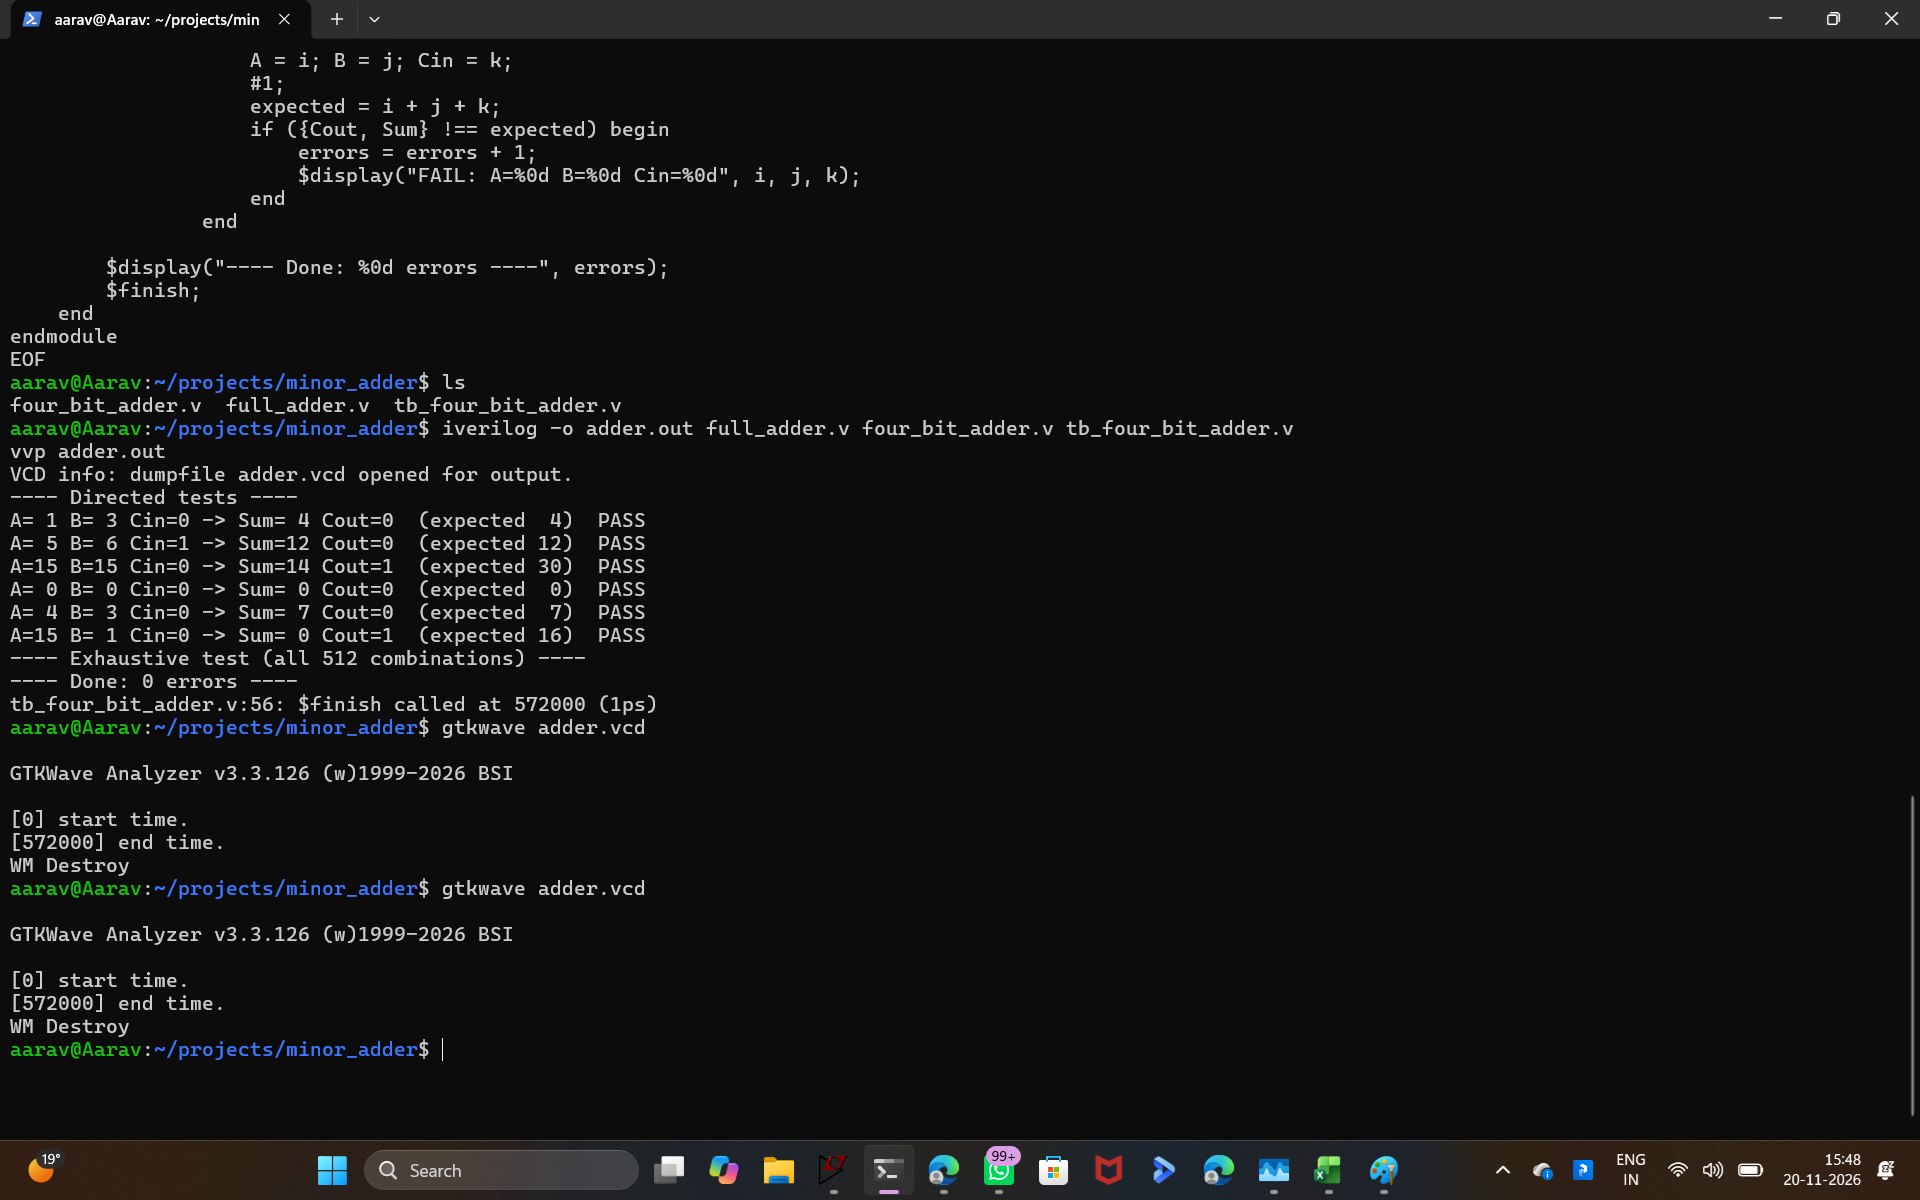 aarav@Aarav: ~/projects/min
A = i; B = j; Cin = k;
#1;
expected = i + j + k;
if ({Cout, Sum} !== expected) begin
errors = errors + 1;
$display("FAIL: A=%0d B=%0d Cin=%0d", i, j, k);
end
end
$display("---- Done: %0d errors ----", errors);
$finish;
end
endmodule
EOF
aarav@Aarav:~/projects/minor_adder$ ls
four_bit_adder.v  full_adder.v  tb_four_bit_adder.v
aarav@Aarav:~/projects/minor_adder$ iverilog -o adder.out full_adder.v four_bit_adder.v tb_four_bit_adder.v
vvp adder.out
VCD info: dumpfile adder.vcd opened for output.
---- Directed tests ----
A= 1 B= 3 Cin=0 -> Sum= 4 Cout=0  (expected  4)  PASS
A= 5 B= 6 Cin=1 -> Sum=12 Cout=0  (expected 12)  PASS
A=15 B=15 Cin=0 -> Sum=14 Cout=1  (expected 30)  PASS
A= 0 B= 0 Cin=0 -> Sum= 0 Cout=0  (expected  0)  PASS
A= 4 B= 3 Cin=0 -> Sum= 7 Cout=0  (expected  7)  PASS
A=15 B= 1 Cin=0 -> Sum= 0 Cout=1  (expected 16)  PASS
---- Exhaustive test (all 512 combinations) ----
---- Done: 0 errors ----
tb_four_bit_adder.v:56: $finish called at 572000 (1ps)
aarav@Aarav:~/projects/minor_adder$ gtkwave adder.vcd
GTKWave Analyzer v3.3.126 (w)1999-2026 BSI
[0] start time.
[572000] end time.
WM Destroy
aarav@Aarav:~/projects/minor_adder$ gtkwave adder.vcd
GTKWave Analyzer v3.3.126 (w)1999-2026 BSI
[0] start time.
[572000] end time.
WM Destroy
aarav@Aarav:~/projects/minor_adder$
19°
Search
99+
ENG
IN
15:48
20-11-2026